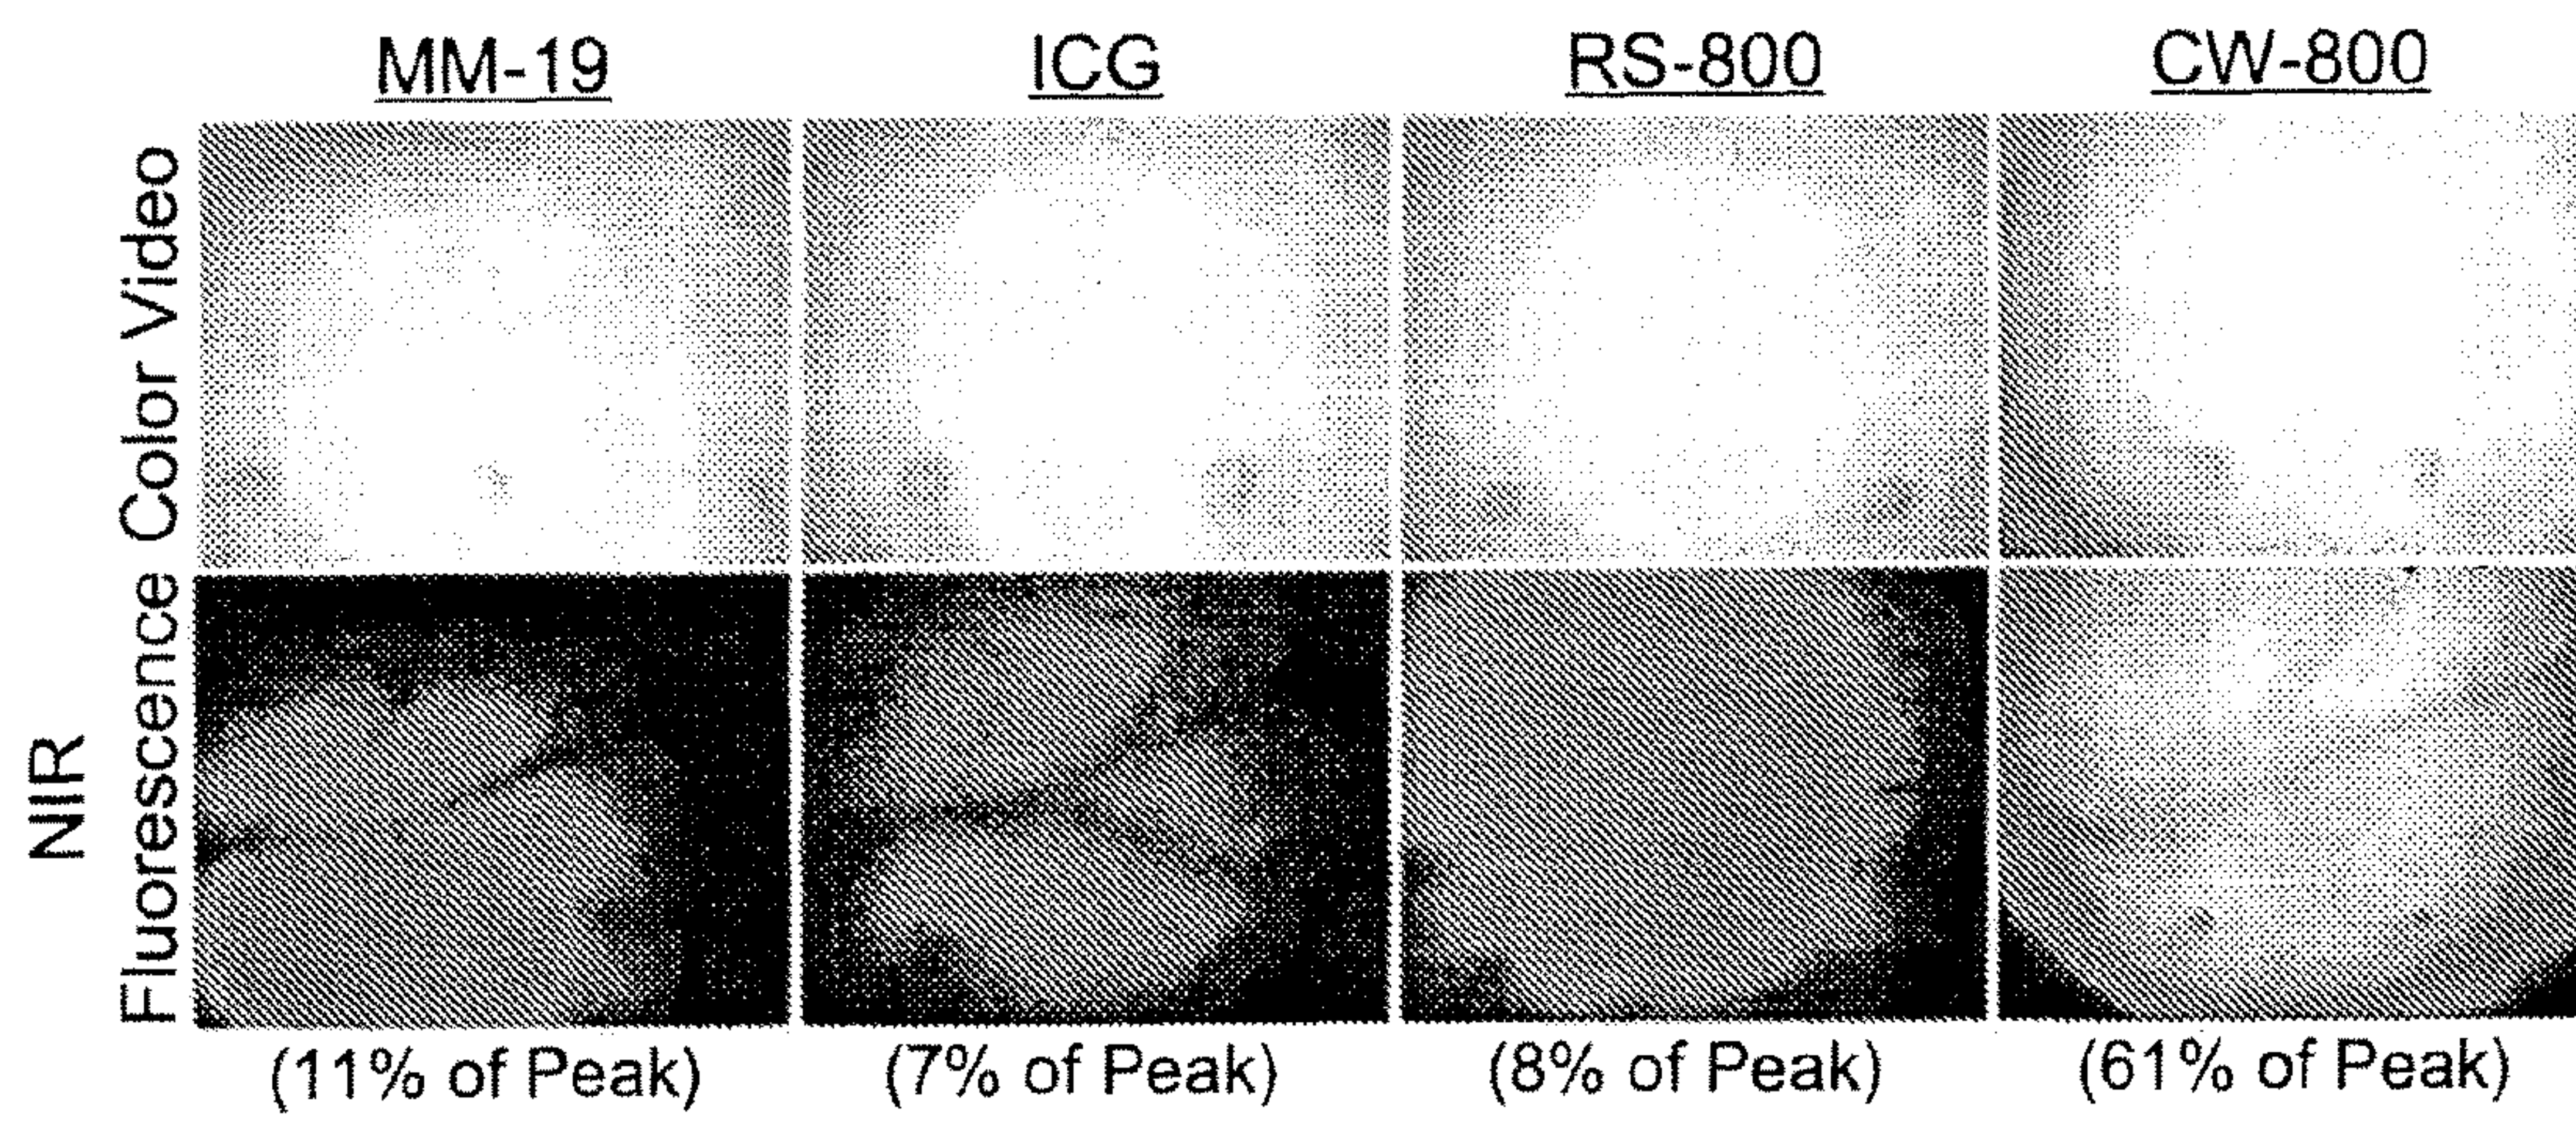 MM-19
ICG
RS-800
CW-800
Color Video
NIR
Fluorescence
(11% of Peak)
(7% of Peak)
(8% of Peak)
(61% of Peak)